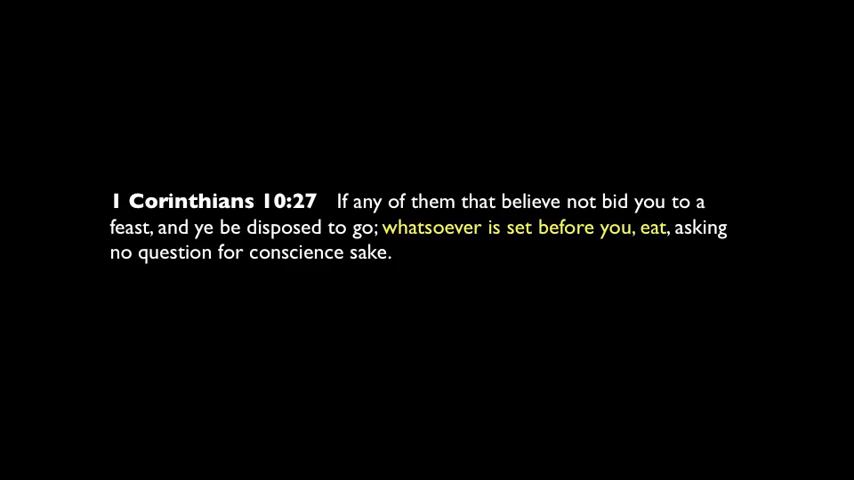 1 Corinthians 10:27 If any of them that believe not bid you to a
feast, and ye be disposed to go; whatsoever is set before you, eat, asking
no question for conscience sake.